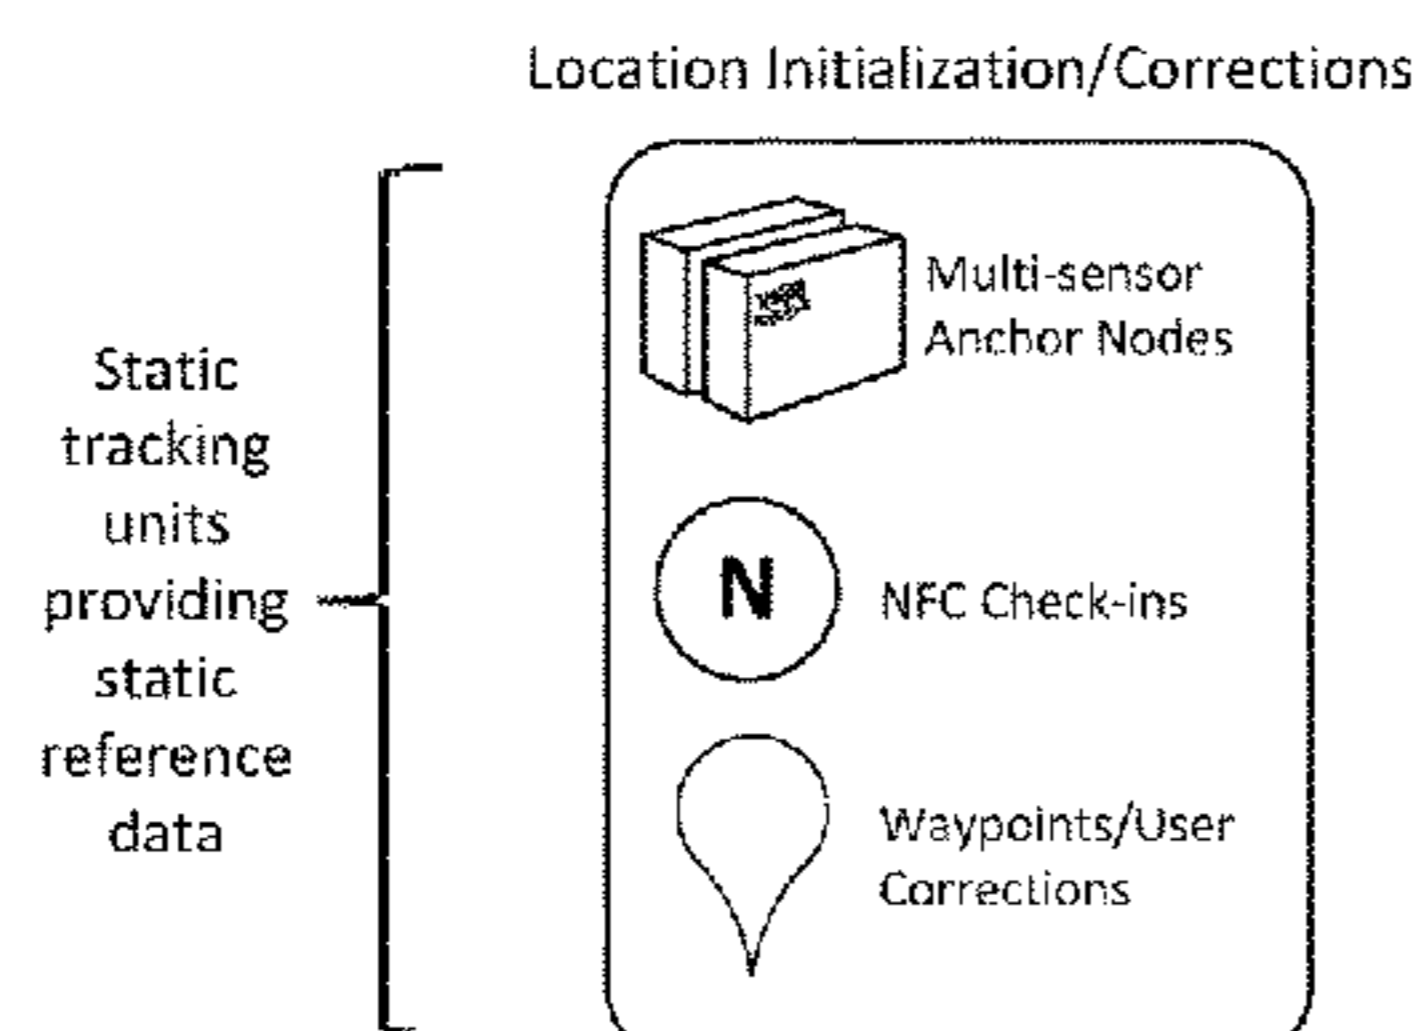 Location Initialization/Corrections
Static
tracking
units
providing
static
reference
data
Multi-sensor
Anchor Nodes
N
NFC Check-ins
Waypoints/User
Corrections